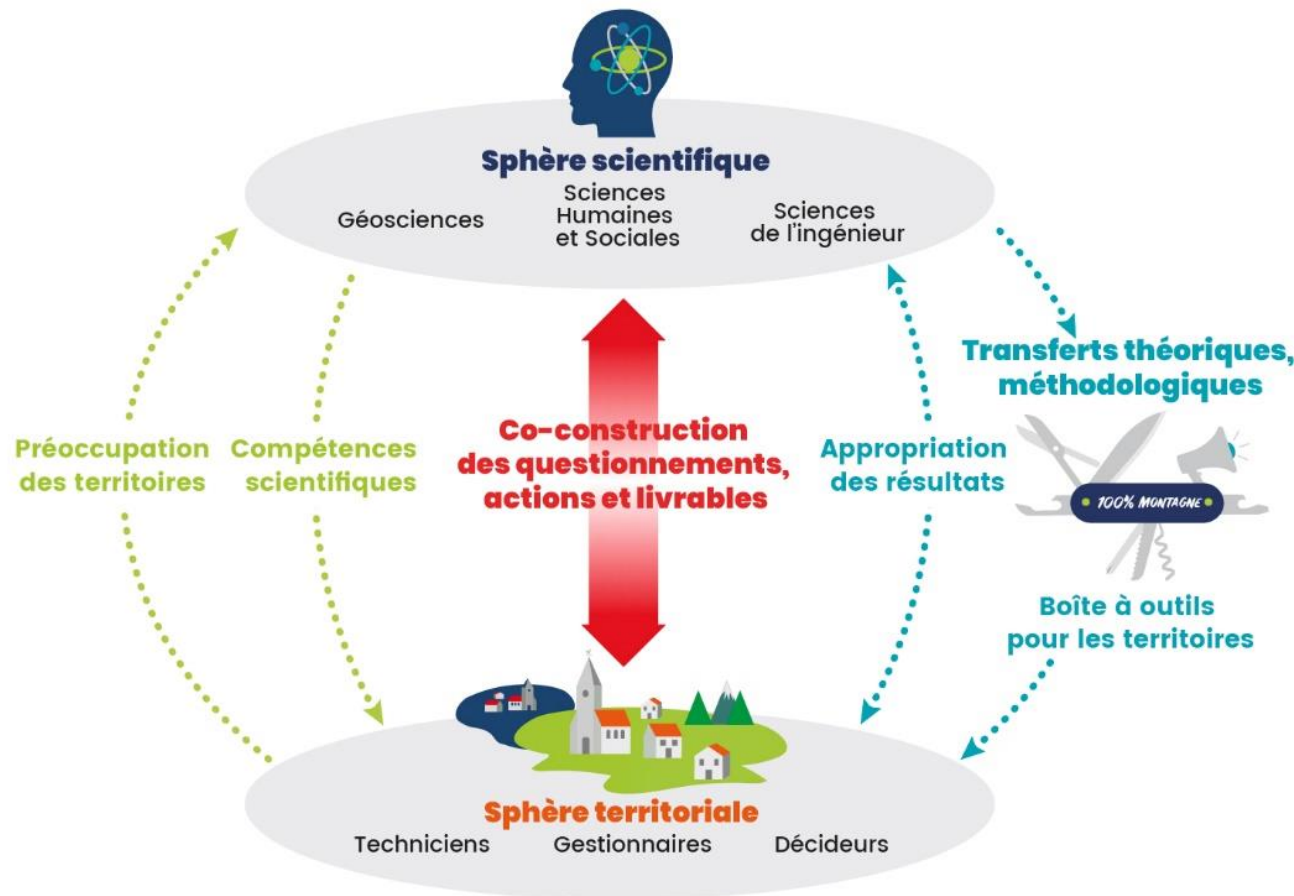 Sphère scientifique
Géosciences
Sciences
Humaines
et Sociales
Sciences
de l'ingénieur
Préoccupation
des territoires
Compétences
scientifiques
Co-construction
des questionnements,
actions et livrables
Appropriation
des résultats
Transferts théoriques,
méthodologiques
100% MONTAGNE
Boîte à outils
pour les territoires
Sphère territoriale
Techniciens
Gestionnaires
Décideurs